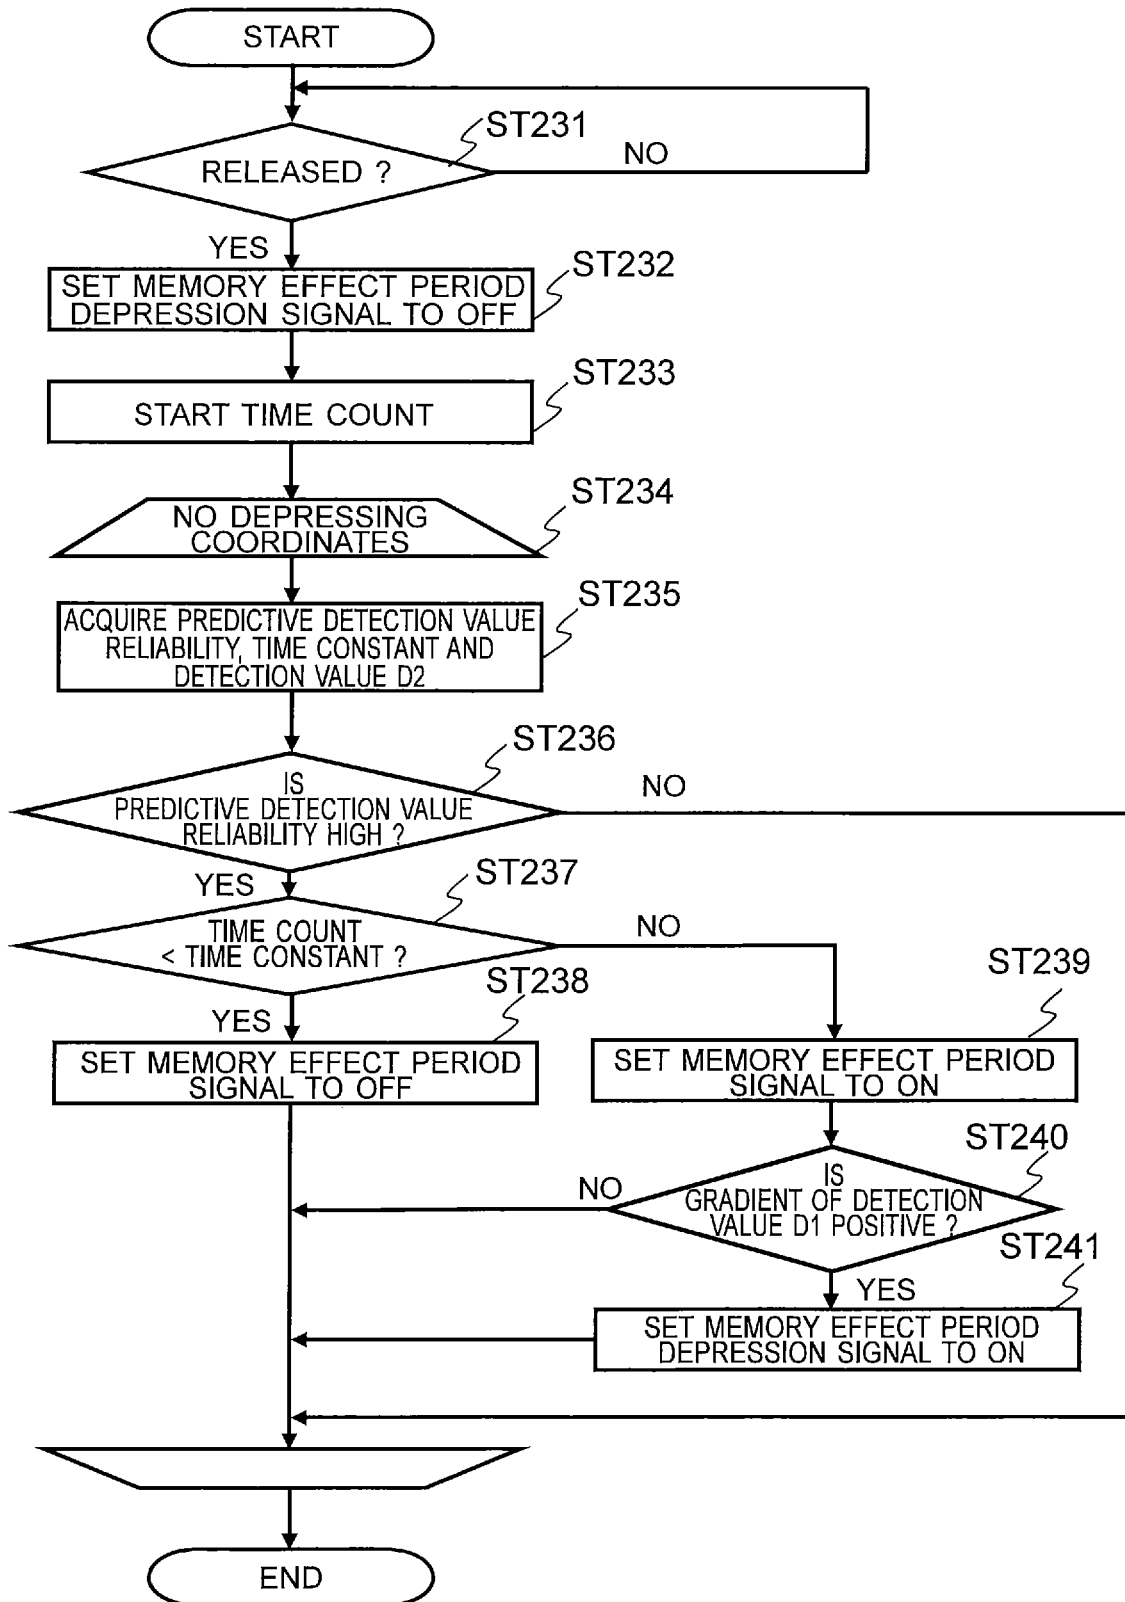 START
ST231
RELEASED ?
NO
YES
ST232
SET MEMORY EFFECT PERIOD
DEPRESSION SIGNAL TO OFF
ST233
START TIME COUNT
ST234
NO DEPRESSING
COORDINATES
ST235
ACQUIRE PREDICTIVE DETECTION VALUE
RELIABILITY, TIME CONSTANT AND
DETECTION VALUE D2
ST236
IS
PREDICTIVE DETECTION VALUE
RELIABILITY HIGH ?
NO
YES
ST237
TIME COUNT
< TIME CONSTANT ?
NO
YES
ST238
SET MEMORY EFFECT PERIOD
SIGNAL TO OFF
ST239
SET MEMORY EFFECT PERIOD
SIGNAL TO ON
ST240
IS
GRADIENT OF DETECTION
VALUE D1 POSITIVE ?
NO
YES
ST241
SET MEMORY EFFECT PERIOD
DEPRESSION SIGNAL TO ON
END